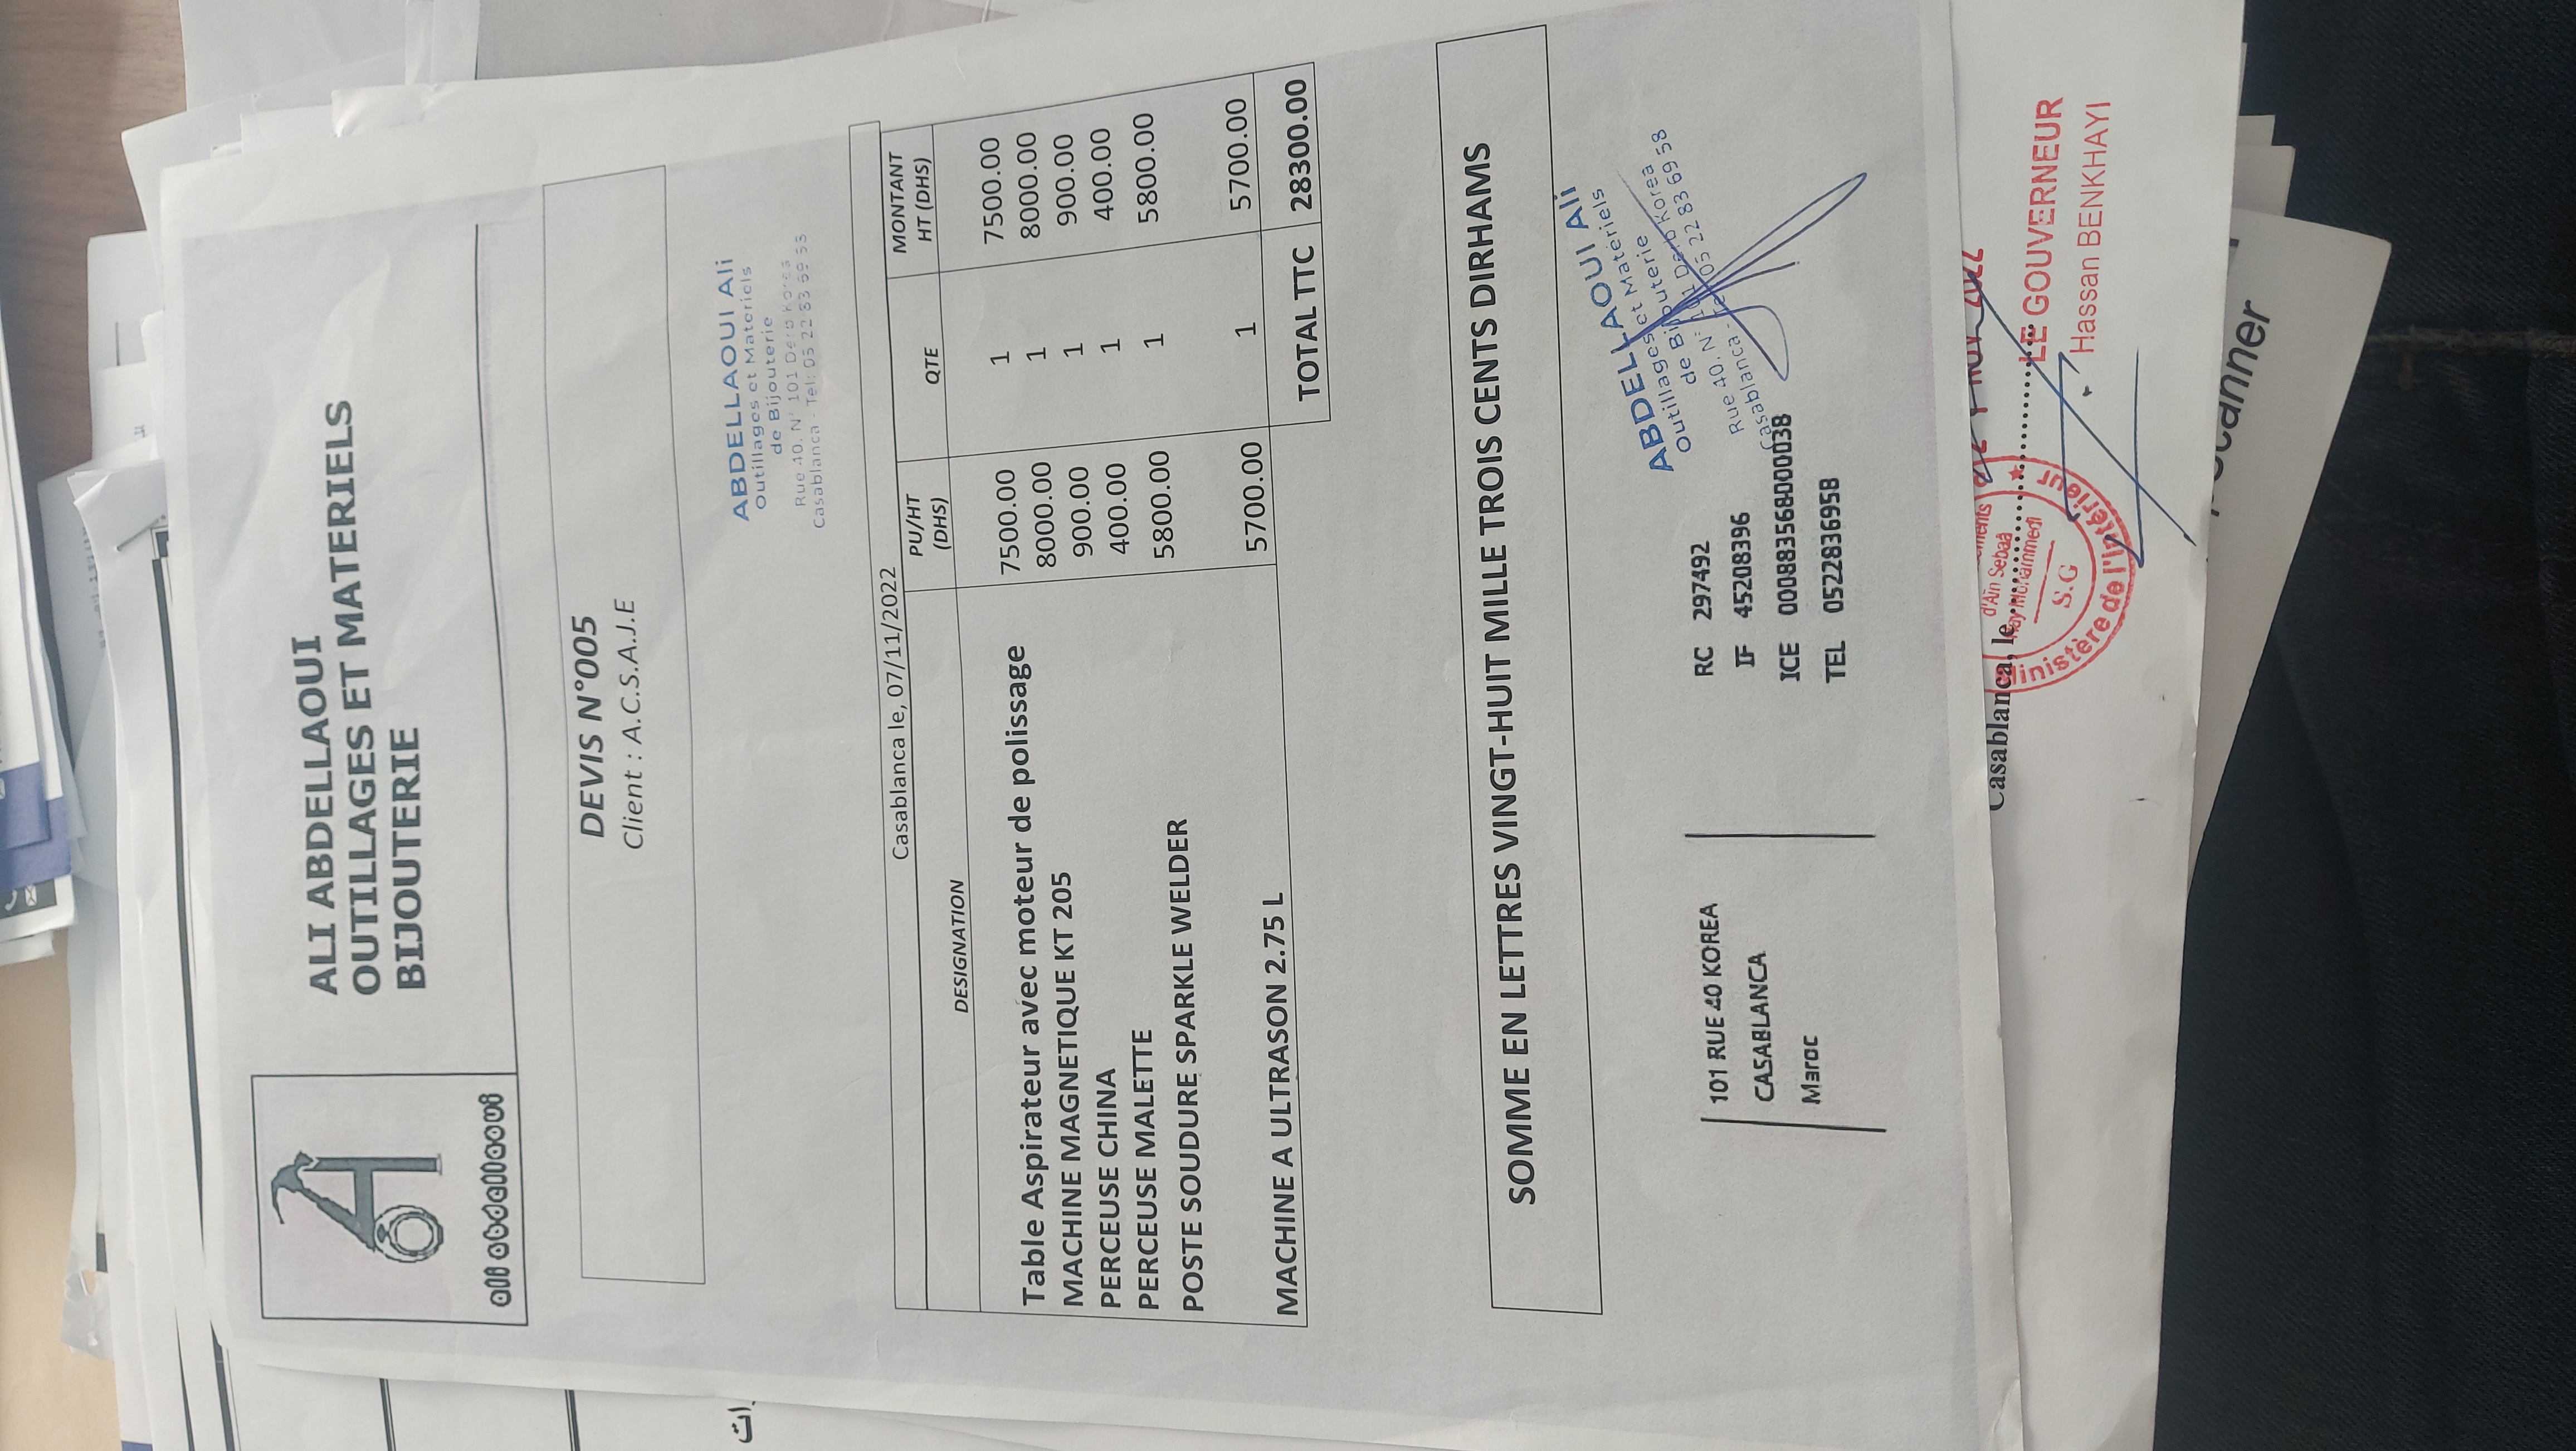 ALI ABDELLAOUI
OUTILLAGES ET MATERIELS
BIJOUTERIE
ali abdellaoui
DEVIS N°005
Client : A.C.S.A.J.E
ABDELLAOUI Ali
Outillages et Materiels
de Bijouterie
Rue 40. N° 101 Derb Korea
Casablanca - Tel: 05 22 83 69 58
Casablanca le, 07/11/2022
DESIGNATION PU/HT (DHS) QTE MONTANT HT (DHS)
Table Aspirateur avec moteur de polissage 7500.00 1 7500.00
MACHINE MAGNETIQUE KT 205 8000.00 1 8000.00
PERCEUSE CHINA 900.00 1 900.00
PERCEUSE MALETTE 400.00 1 400.00
POSTE SOUDURE SPARKLE WELDER 5800.00 1 5800.00
MACHINE A ULTRASON 2.75 L 5700.00 1 5700.00
TOTAL TTC 28300.00
SOMME EN LETTRES VINGT-HUIT MILLE TROIS CENTS DIRHAMS
ABDELLAOUI Ali
Outillages et Matériels
de Bijouterie
Rue 40. N° 101 Derb Korea
Casablanca - Tel: 05 22 83 69 58
101 RUE 40 KOREA
CASABLANCA
Maroc
RC 297492
IF 45208396
ICE 000883568000038
TEL 0522836958
Casablanca, le
NOV 2022
d'Aïn Sebaâ
Hay Mohammedi
S.G
Ministère de l'Intérieur
LE GOUVERNEUR
Hassan BENKHAYI
Scanner